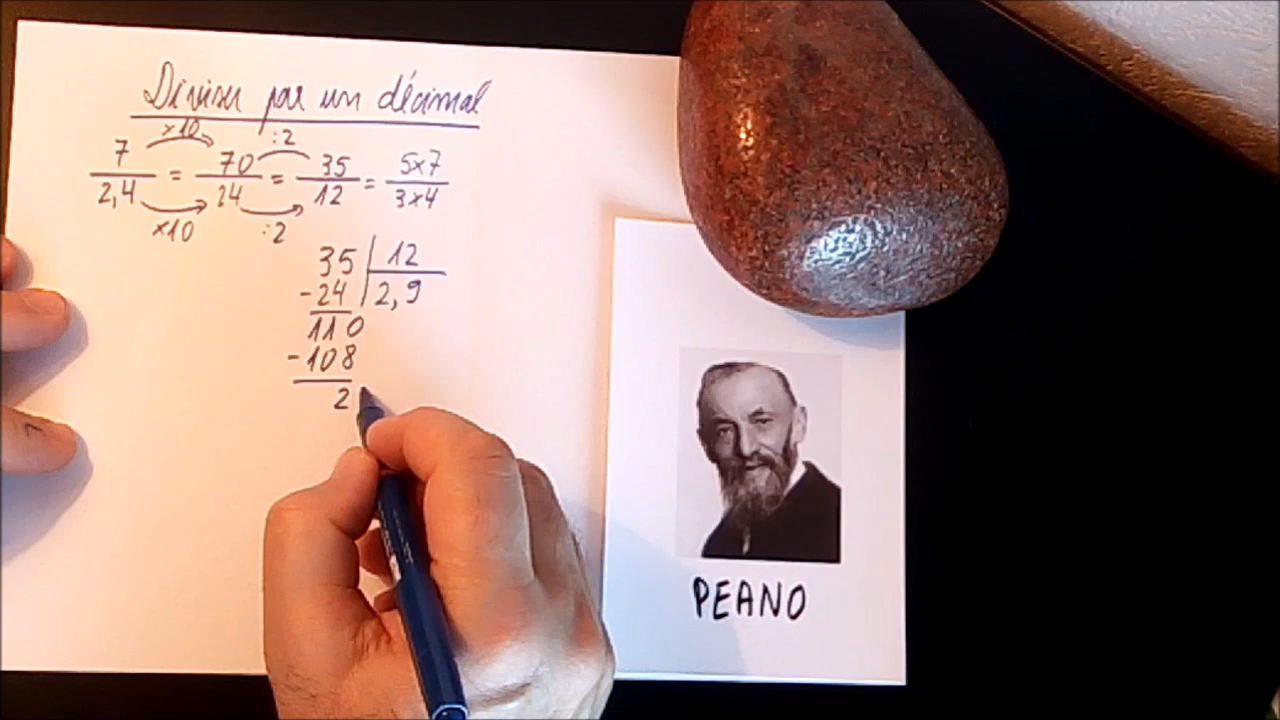 Diviser par un décimal
×10 :2
7/2,4 = 70/24 = 35/12 = 5×7/3×4
×10 :2
35 | 12
-24 | 2,9
110
-108
2
PEANO